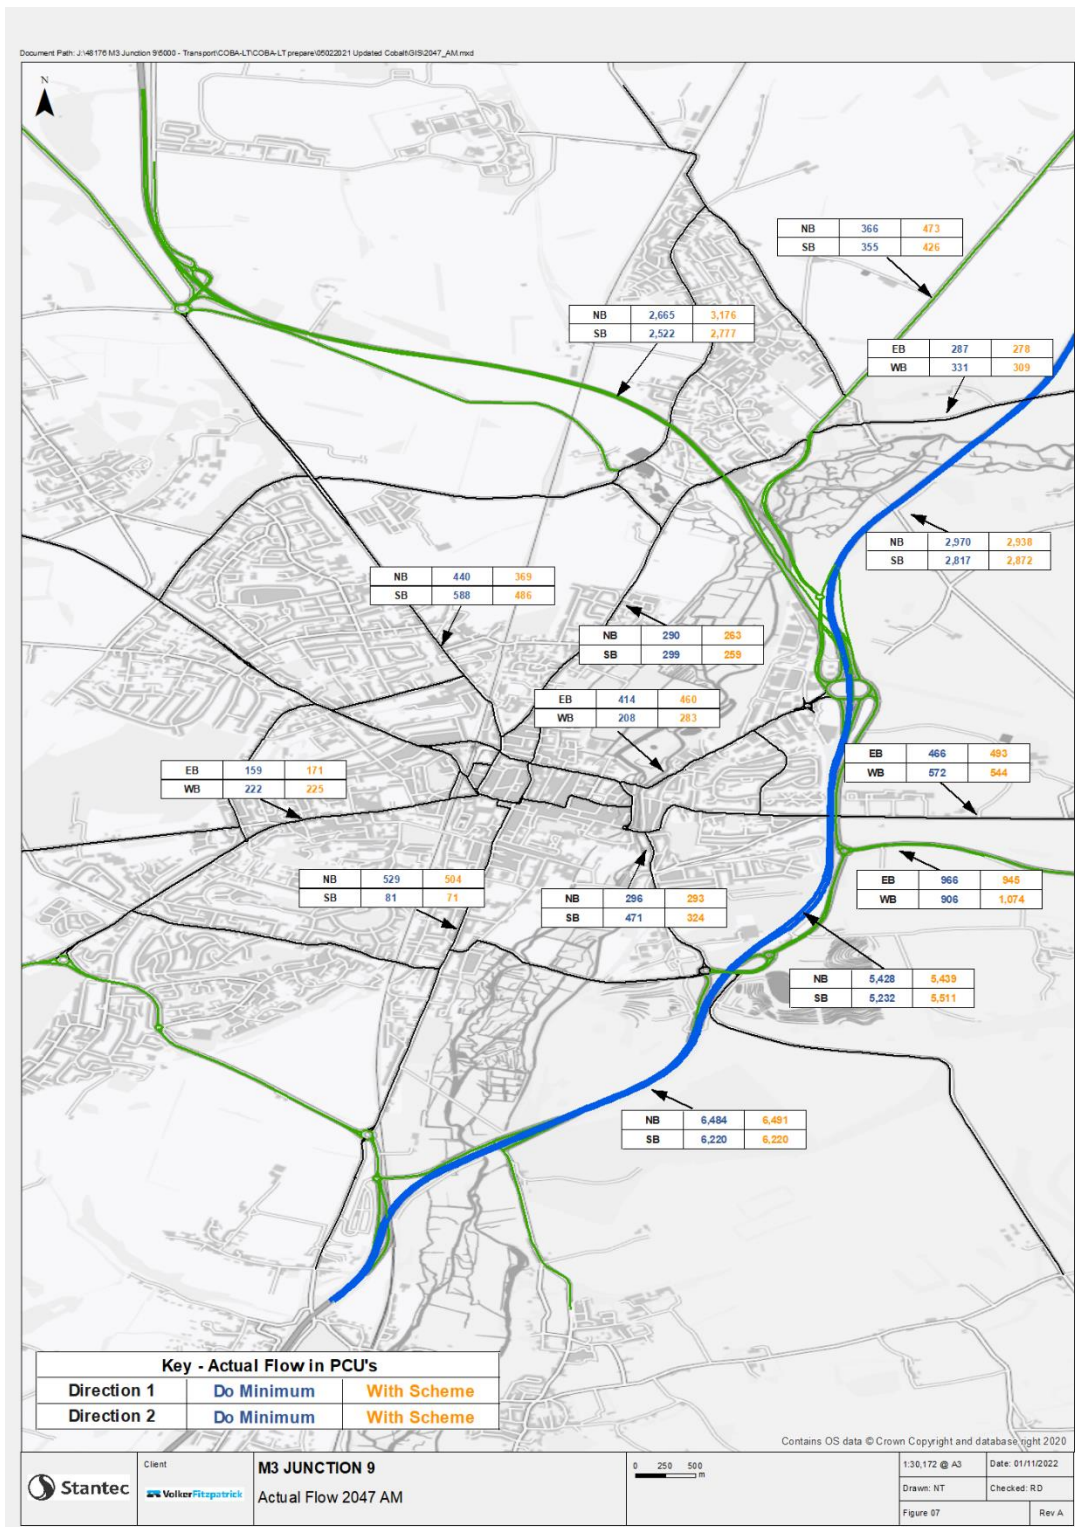 Document Path: J:\48176 M3 Junction 9\6000 - Transport\COBA-LT\COBA-LT prepare\05022021 Updated Cobalt\GIS\2047_AM.mxd
N
NB 366 473
SB 355 426
NB 2,665 3,176
SB 2,522 2,777
EB 287 278
WB 331 309
NB 2,970 2,938
SB 2,817 2,872
NB 440 369
SB 588 486
NB 290 263
SB 299 259
EB 414 460
WB 208 283
EB 466 493
WB 572 544
EB 159 171
WB 222 225
NB 529 504
SB 81 71
NB 296 293
SB 471 324
EB 966 945
WB 906 1,074
NB 5,428 5,439
SB 5,232 5,511
NB 6,484 6,491
SB 6,220 6,220
Key - Actual Flow in PCU's
Direction 1 Do Minimum With Scheme
Direction 2 Do Minimum With Scheme
Contains OS data © Crown Copyright and database right 2020
Stantec
Client
VolkerFitzpatrick
M3 JUNCTION 9
Actual Flow 2047 AM
0 250 500
m
1:30,172 @ A3 Date: 01/11/2022
Drawn: NT Checked: RD
Figure 07 Rev A